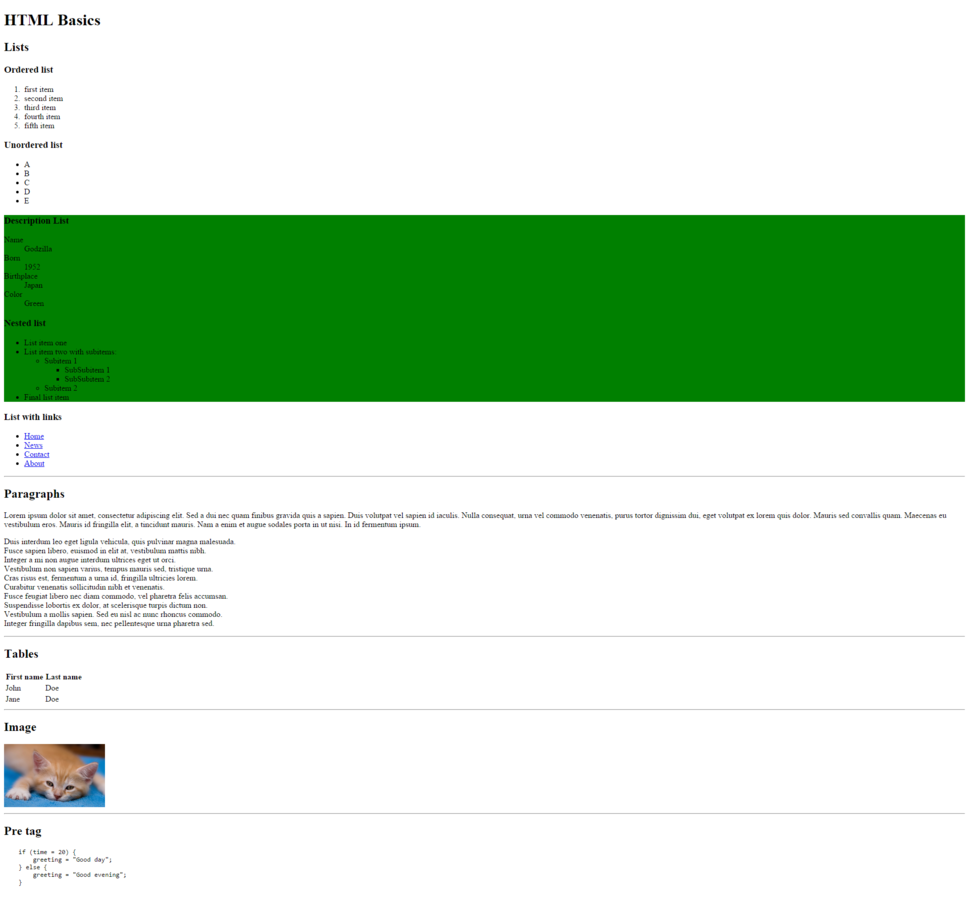 HTML Basics
Lists
Ordered list
1. first item
2. second item
3. third item
4. fourth item
5. fifth item
Unordered list
• A
• B
• C
• D
• E
Description List
Name
Godzilla
Born
1952
Birthplace
Japan
Color
Green
Nested list
• List item one
• List item two with subitems:
◦ Subitem 1
▪ SubSubitem 1
▪ SubSubitem 2
◦ Subitem 2
• Final list item
List with links
• Home
• News
• Contact
• About
Paragraphs
Lorem ipsum dolor sit amet, consectetur adipiscing elit. Sed a dui nec quam finibus gravida quis a sapien. Duis volutpat vel sapien id iaculis. Nulla consequat, urna vel commodo venenatis, purus tortor dignissim dui, eget volutpat ex lorem quis dolor. Mauris sed convallis quam. Maecenas eu
vestibulum eros. Mauris id fringilla elit, a tincidunt mauris. Nam a enim et augue sodales porta in ut nisi. In id fermentum ipsum.
Duis interdum leo eget ligula vehicula, quis pulvinar magna malesuada.
Fusce sapien libero, euismod in elit at, vestibulum mattis nibh.
Integer a mi non augue interdum ultrices eget ut orci.
Vestibulum non sapien varius, tempus mauris sed, tristique urna.
Cras risus est, fermentum a urna id, fringilla ultricies lorem.
Curabitur venenatis sollicitudin nibh et venenatis.
Fusce feugiat libero nec diam commodo, vel pharetra felis accumsan.
Suspendisse lobortis ex dolor, at scelerisque turpis dictum non.
Vestibulum a mollis sapien. Sed eu nisl ac nunc rhoncus commodo.
Integer fringilla dapibus sem, nec pellentesque urna pharetra sed.
Tables
First name Last name
John Doe
Jane Doe
Image
Pre tag
if (time = 20) {
    greeting = "Good day";
} else {
    greeting = "Good evening";
}